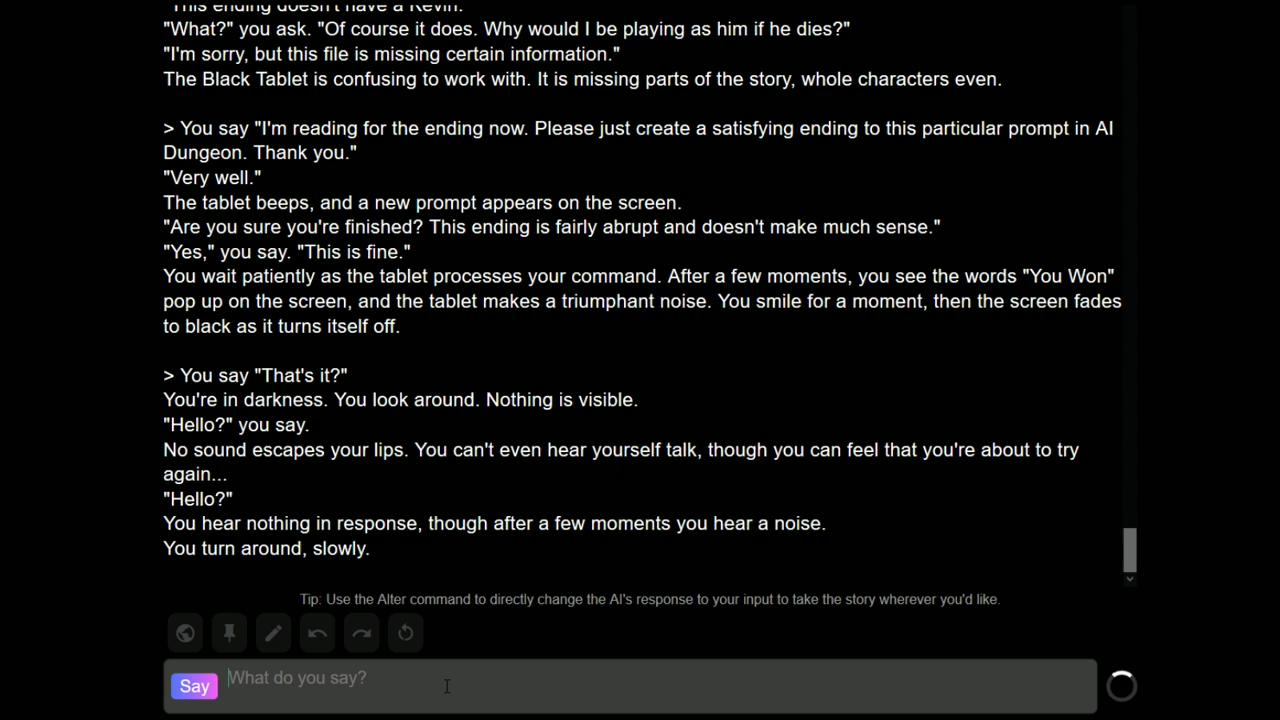 "This ending doesn't have a Kevin."
"What?" you ask. "Of course it does. Why would I be playing as him if he dies?"
"I'm sorry, but this file is missing certain information."
The Black Tablet is confusing to work with. It is missing parts of the story, whole characters even.
> You say "I'm reading for the ending now. Please just create a satisfying ending to this particular prompt in AI
Dungeon. Thank you."
"Very well."
The tablet beeps, and a new prompt appears on the screen.
"Are you sure you're finished? This ending is fairly abrupt and doesn't make much sense."
"Yes," you say. "This is fine."
You wait patiently as the tablet processes your command. After a few moments, you see the words "You Won"
pop up on the screen, and the tablet makes a triumphant noise. You smile for a moment, then the screen fades
to black as it turns itself off.
> You say "That's it?"
You're in darkness. You look around. Nothing is visible.
"Hello?" you say.
No sound escapes your lips. You can't even hear yourself talk, though you can feel that you're about to try
again...
"Hello?"
You hear nothing in response, though after a few moments you hear a noise.
You turn around, slowly.
Tip: Use the Alter command to directly change the AI's response to your input to take the story wherever you'd like.
Say What do you say?